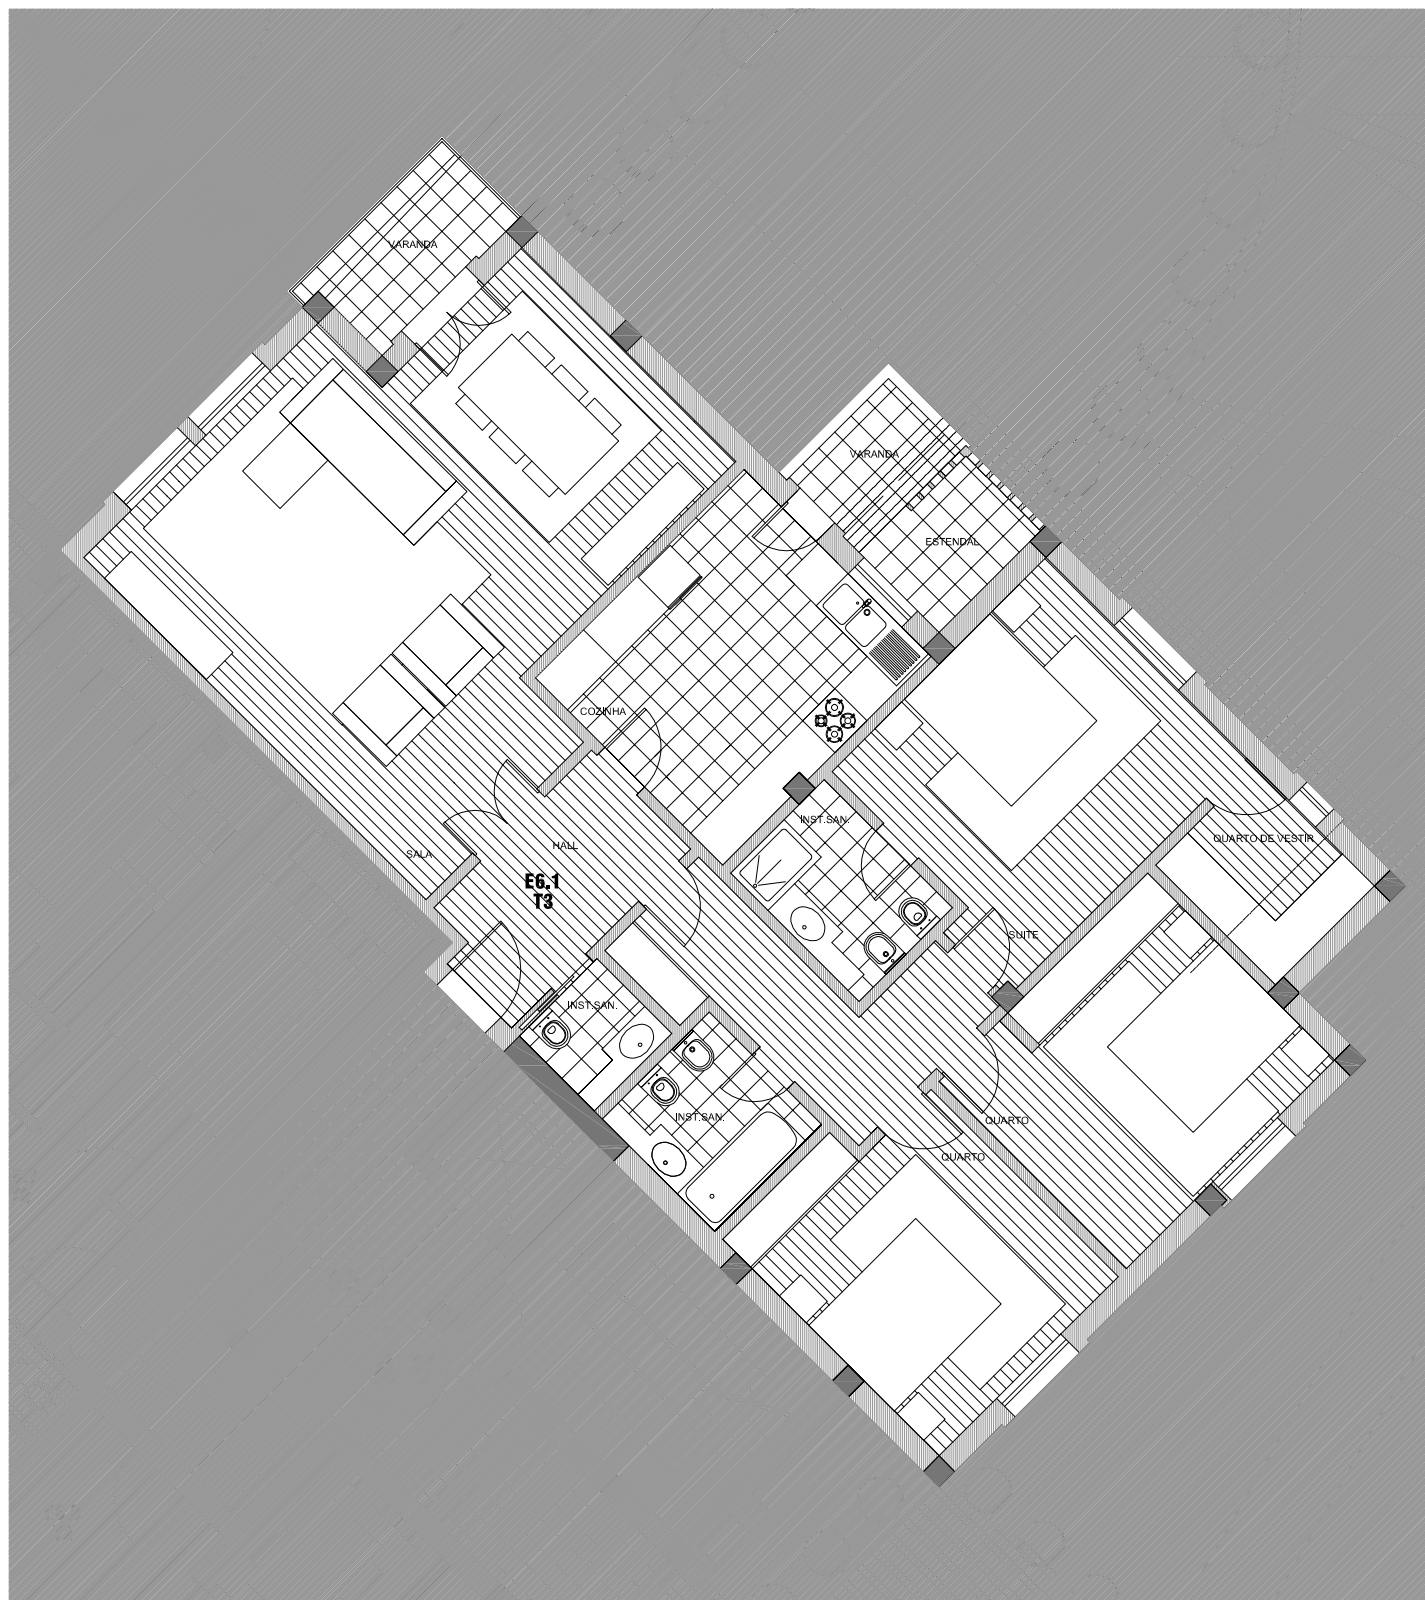 VARANDA
VARANDA
ESTENDAL
COZINHA
INST.SAN.
QUARTO DE VESTIR
HALL
SALA
E6.1
T3
SUITE
INST.SAN.
INST.SAN.
QUARTO
QUARTO